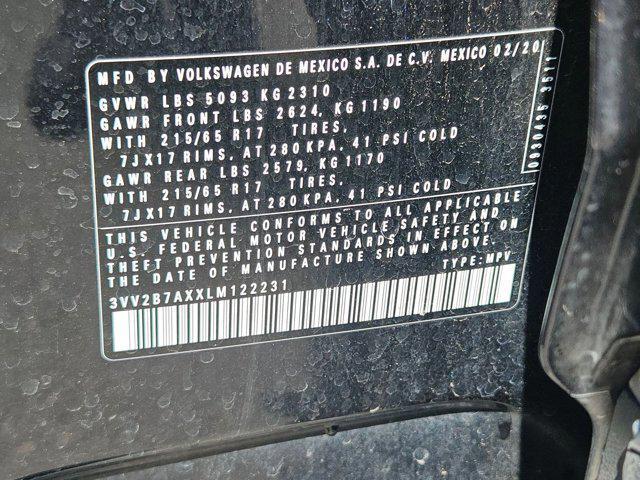 MFD BY VOLKSWAGEN DE MEXICO S.A. DE C.V. MEXICO 02/20
GVWR LBS 5093 KG 2310
GAWR FRONT LBS 2624, KG 1190
WITH 215/65 R17 TIRES,
7JX17 RIMS, AT 280 KPA, 41 PSI COLD
GAWR REAR LBS 2579, KG 1170
WITH 215/65 R17 TIRES,
7JX17 RIMS, AT 280 KPA, 41 PSI COLD
THIS VEHICLE CONFORMS TO ALL APPLICABLE
U.S. FEDERAL MOTOR VEHICLE SAFETY AND
THEFT PREVENTION STANDARDS IN EFFECT ON
THE DATE OF MANUFACTURE SHOWN ABOVE.
TYPE: MPV
3VV2B7AXXLM122231